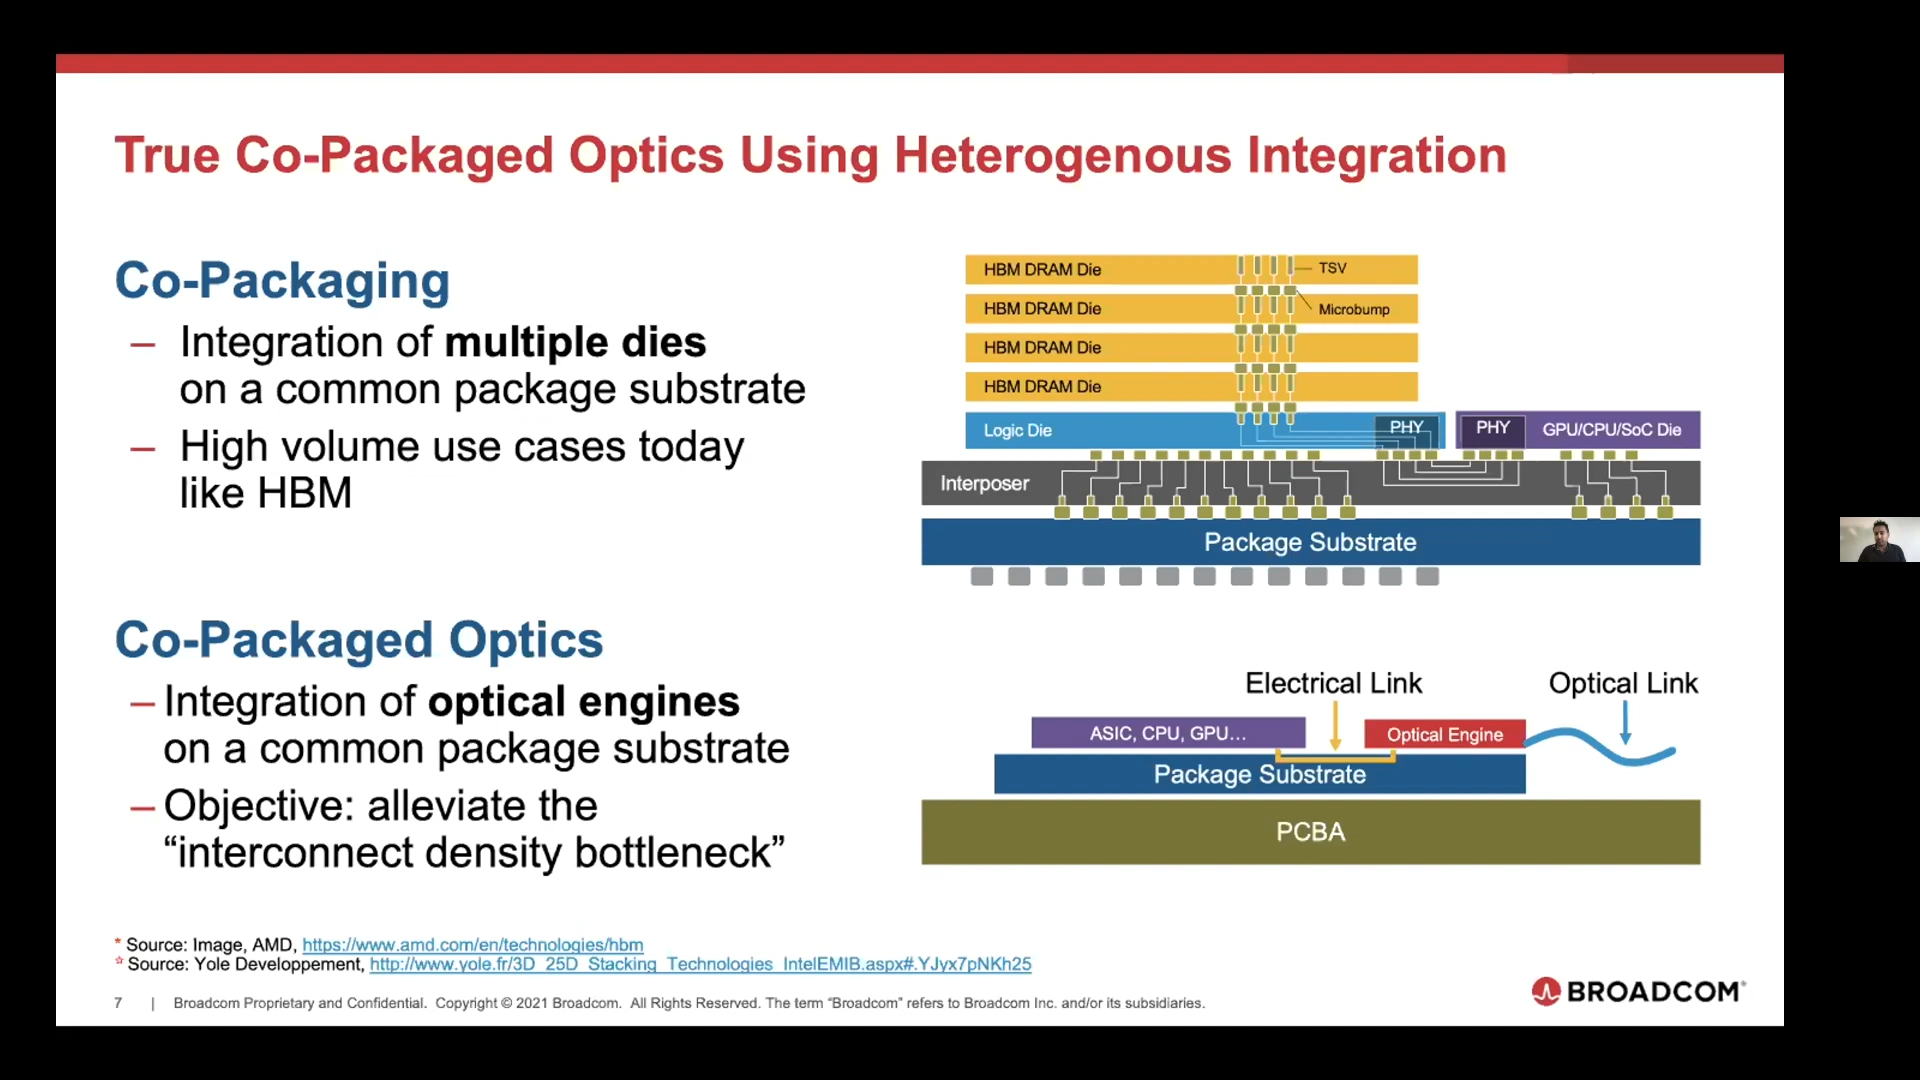 True Co-Packaged Optics Using Heterogenous Integration
Co-Packaging
– Integration of multiple dies
on a common package substrate
– High volume use cases today
like HBM
HBM DRAM Die
TSV
HBM DRAM Die
Microbump
HBM DRAM Die
HBM DRAM Die
Logic Die
PHY
PHY
GPU/CPU/SoC Die
Interposer
Package Substrate
Co-Packaged Optics
– Integration of optical engines
on a common package substrate
– Objective: alleviate the
“interconnect density bottleneck”
Electrical Link
Optical Link
ASIC, CPU, GPU...
Optical Engine
Package Substrate
PCBA
* Source: Image, AMD, https://www.amd.com/en/technologies/hbm
* Source: Yole Developpement, http://www.yole.fr/3D_25D_Stacking_Technologies_IntelEMIB.aspx#.YJyx7pNKh25
7 | Broadcom Proprietary and Confidential. Copyright © 2021 Broadcom. All Rights Reserved. The term “Broadcom” refers to Broadcom Inc. and/or its subsidiaries.
BROADCOM®